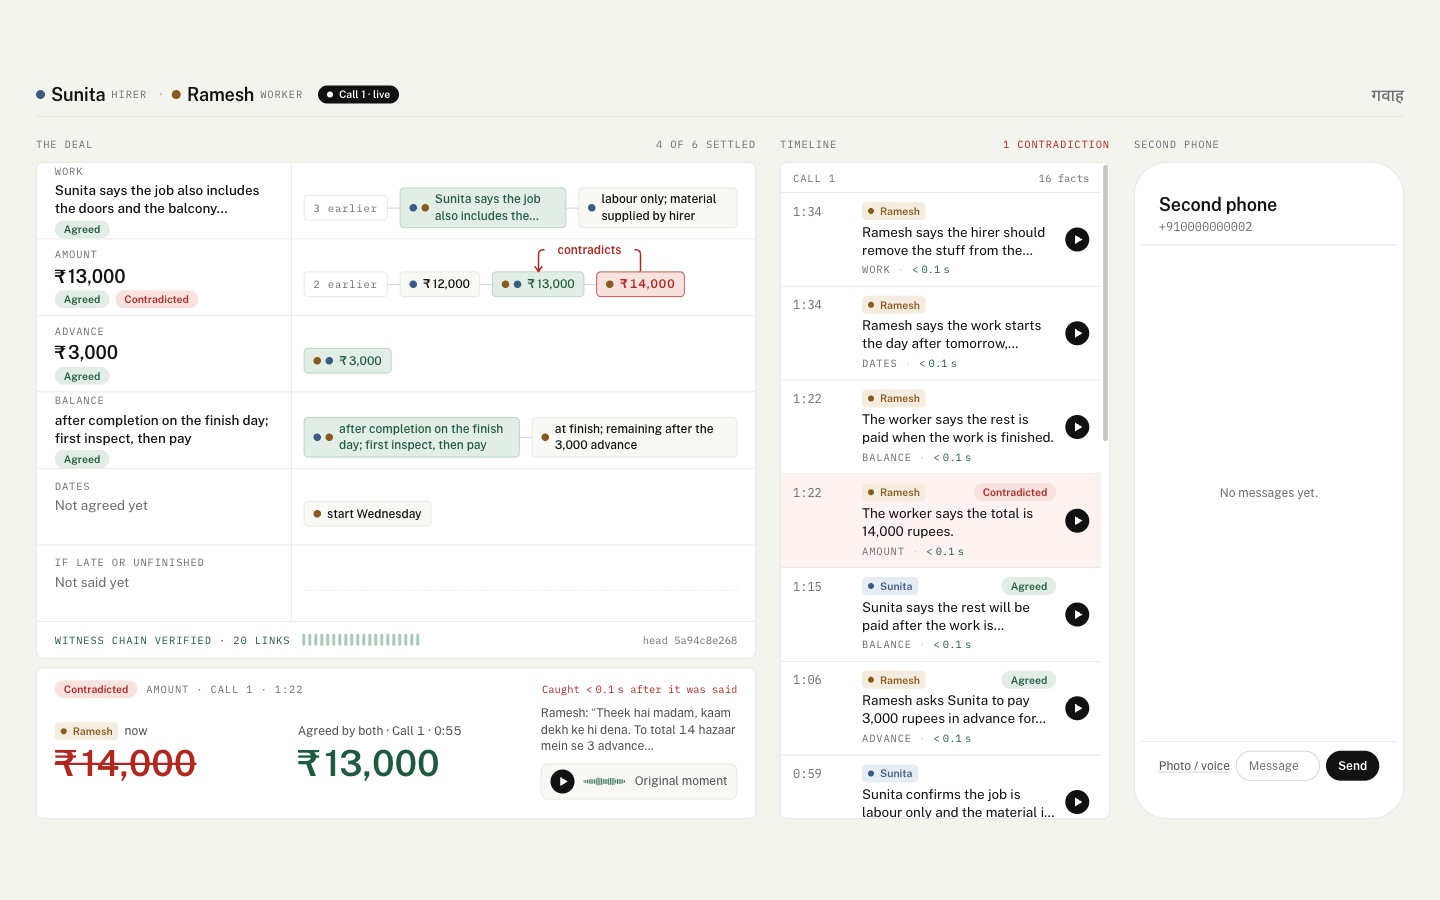 Sunita HIRER · Ramesh WORKER Call 1 · live
गवाह
THE DEAL 4 OF 6 SETTLED
WORK
Sunita says the job also includes
the doors and the balcony...
Agreed
3 earlier
Sunita says the job
also includes the...
labour only; material
supplied by hirer
AMOUNT
₹13,000
Agreed Contradicted
contradicts
2 earlier ₹12,000 ₹13,000 ₹14,000
ADVANCE
₹3,000
Agreed
₹3,000
BALANCE
after completion on the finish day;
first inspect, then pay
Agreed
after completion on the finish
day; first inspect, then pay
at finish; remaining after the
3,000 advance
DATES
Not agreed yet
start Wednesday
IF LATE OR UNFINISHED
Not said yet
WITNESS CHAIN VERIFIED · 20 LINKS head 5a94c8e268
Contradicted AMOUNT · CALL 1 · 1:22
Ramesh now
₹14,000
Agreed by both · Call 1 · 0:55
₹13,000
Caught <0.1 s after it was said
Ramesh: “Theek hai madam, kaam
dekh ke hi dena. To total 14 hazaar
mein se 3 advance...
Original moment
TIMELINE 1 CONTRADICTION
CALL 1 16 facts
1:34 Ramesh
Ramesh says the hirer should
remove the stuff from the...
WORK · <0.1 s
1:34 Ramesh
Ramesh says the work starts
the day after tomorrow,...
DATES · <0.1 s
1:22 Ramesh
The worker says the rest is
paid when the work is finished.
BALANCE · <0.1 s
1:22 Ramesh Contradicted
The worker says the total is
14,000 rupees.
AMOUNT · <0.1 s
1:15 Sunita Agreed
Sunita says the rest will be
paid after the work is...
BALANCE · <0.1 s
1:06 Ramesh Agreed
Ramesh asks Sunita to pay
3,000 rupees in advance for...
ADVANCE · <0.1 s
0:59 Sunita
Sunita confirms the job is
labour only and the material i...
SECOND PHONE
Second phone
+910000000002
No messages yet.
Photo / voice Message Send